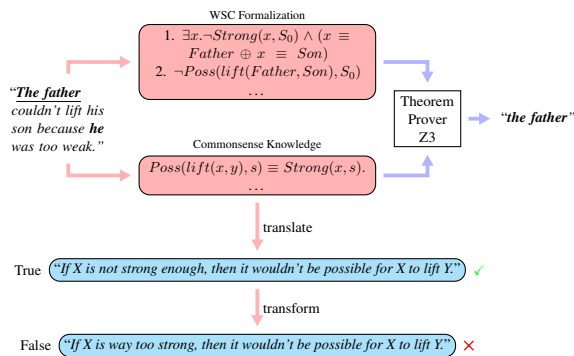 WSC Formalization
1. ∃x.¬Strong(x, S₀) ∧ (x ≡
Father ⊕ x ≡ Son)
2. ¬Poss(lift(Father, Son), S₀)
...
“The father
couldn’t lift his
son because he
was too weak.”
Theorem
Prover
Z3
“the father”
Commonsense Knowledge
Poss(lift(x, y), s) ≡ Strong(x, s).
...
translate
True “If X is not strong enough, then it wouldn’t be possible for X to lift Y.” ✓
transform
False “If X is way too strong, then it wouldn’t be possible for X to lift Y.” ✕